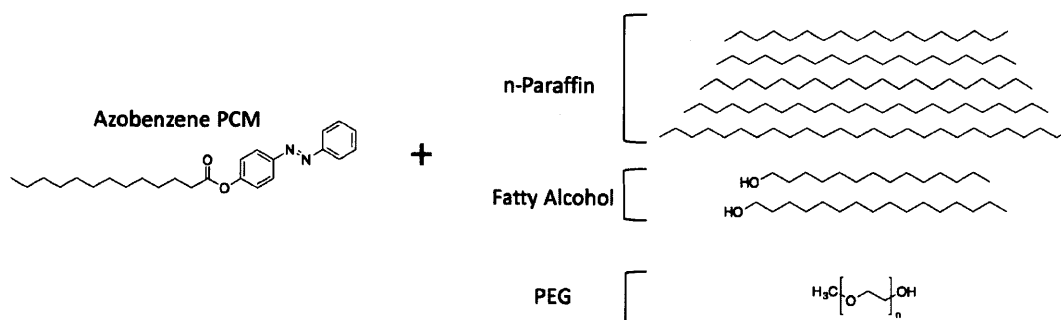 n-Paraffin
Azobenzene PCM
O
O
N
N
+
Fatty Alcohol
HO
HO
PEG
H₃C
O
OH
n